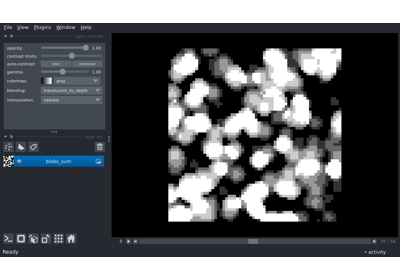 File View Plugins Window Help
opacity: 1.00
contrast limits:
auto-contrast: once continuous
gamma: 1.00
colormap: gray
blending: translucent_no_depth
interpolation: nearest
blobs_sum
Ready
activity